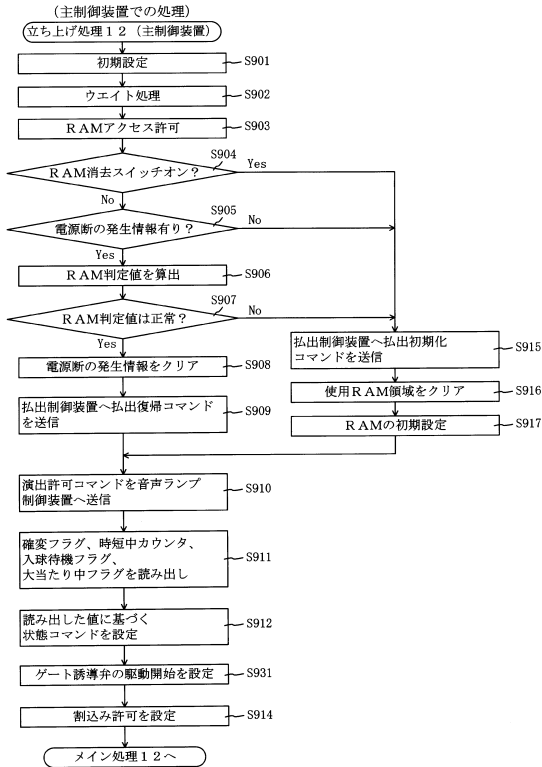 (主制御装置での処理)
立ち上げ処理12(主制御装置)
初期設定
S901
ウエイト処理
S902
RAMアクセス許可
S903
S904
RAM消去スイッチオン?
Yes
No
S905
電源断の発生情報有り?
No
Yes
RAM判定値を算出
S906
S907
RAM判定値は正常?
No
Yes
電源断の発生情報をクリア
S908
払出制御装置へ払出復帰コマンド
を送信
S909
払出制御装置へ払出初期化
コマンドを送信
S915
使用RAM領域をクリア
S916
RAMの初期設定
S917
演出許可コマンドを音声ランプ
制御装置へ送信
S910
確変フラグ、時短中カウンタ、
入球待機フラグ、
大当たり中フラグを読み出し
S911
読み出した値に基づく
状態コマンドを設定
S912
ゲート誘導弁の駆動開始を設定
S931
割込み許可を設定
S914
メイン処理12へ